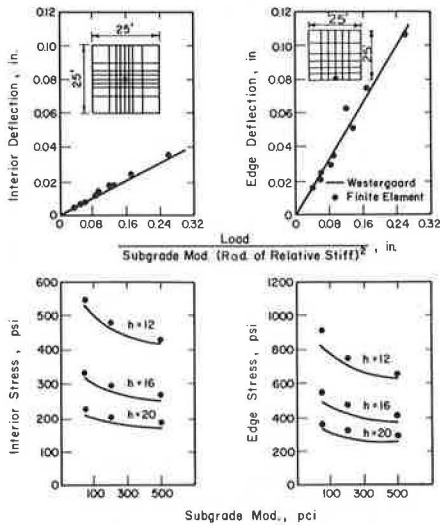 25'
25'
Interior Deflection, in.
0.12
0.10
0.08
0.06
0.04
0.02
0
0 0.08 0.16 0.24 0.32
25'
25'
Edge Deflection, in
0.12
0.10
0.08
0.06
0.04
0.02
0
0 0.08 0.16 0.24 0.32
Westergaard
Finite Element
Load
Subgrade Mod. (Rad. of Relative Stiff)², in.
Interior Stress, psi
600
500
400
300
200
100
0
h=12
h=16
h=20
100 300 500
Edge Stress, psi
1200
1000
800
600
400
200
0
h=12
h=16
h=20
100 300 500
Subgrade Mod., pci